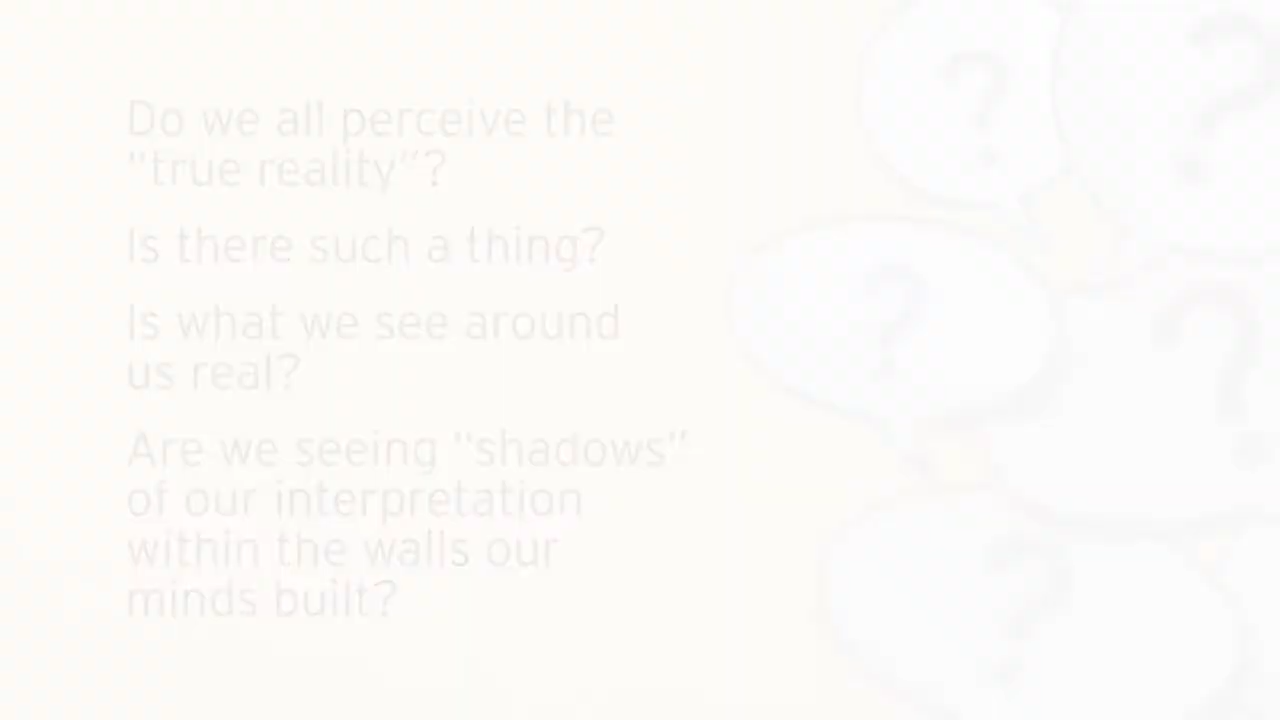 Do we all perceive the
"true reality"?
Is there such a thing?
Is what we see around
us real?
Are we seeing "shadows"
of our interpretation
within the walls our
minds built?
?
?
?
?
?